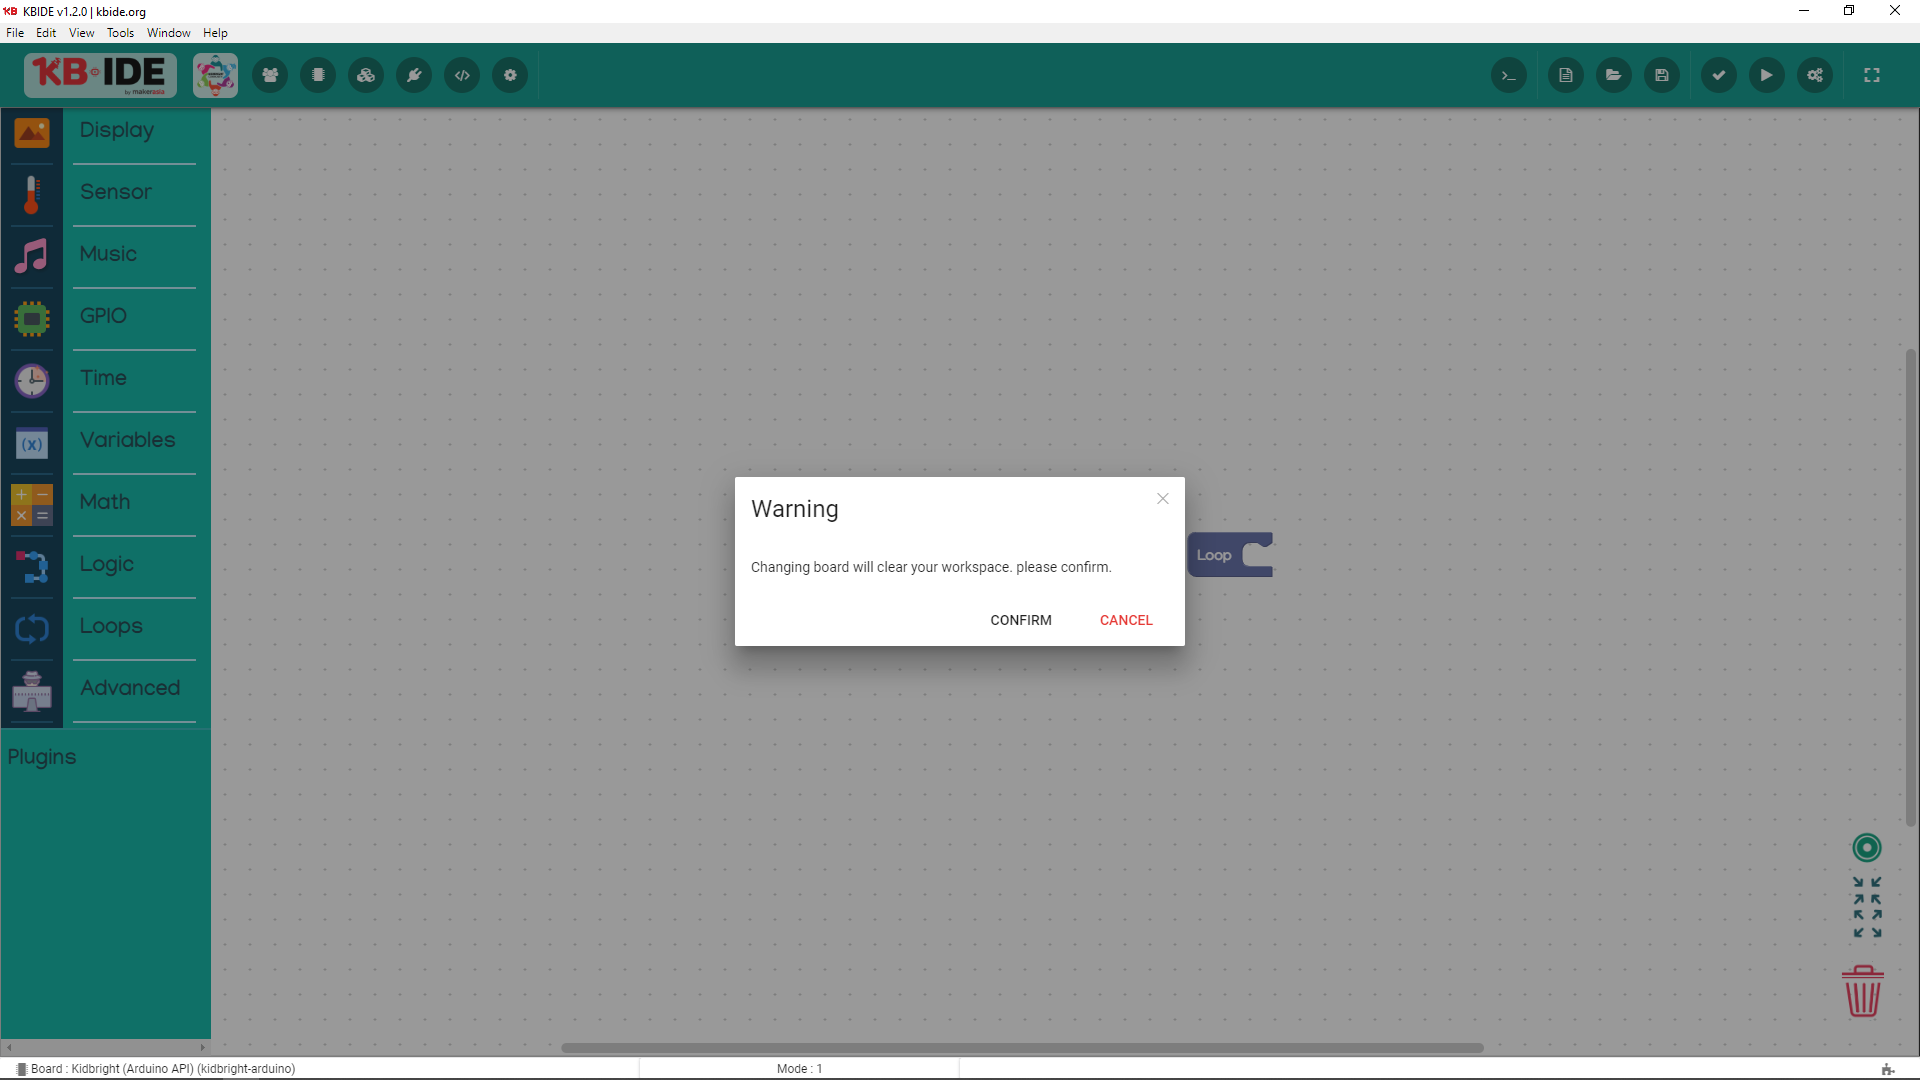 KBIDE v1.2.0 | kbide.org
File Edit View Tools Window Help
KB IDE
by makerasia
Display
Sensor
Music
GPIO
Time
(x) Variables
Math
Logic
Loops
Advanced
Plugins
Warning
Changing board will clear your workspace. please confirm.
CONFIRM CANCEL
Loop
Board : Kidbright (Arduino API) (kidbright-arduino)
Mode : 1